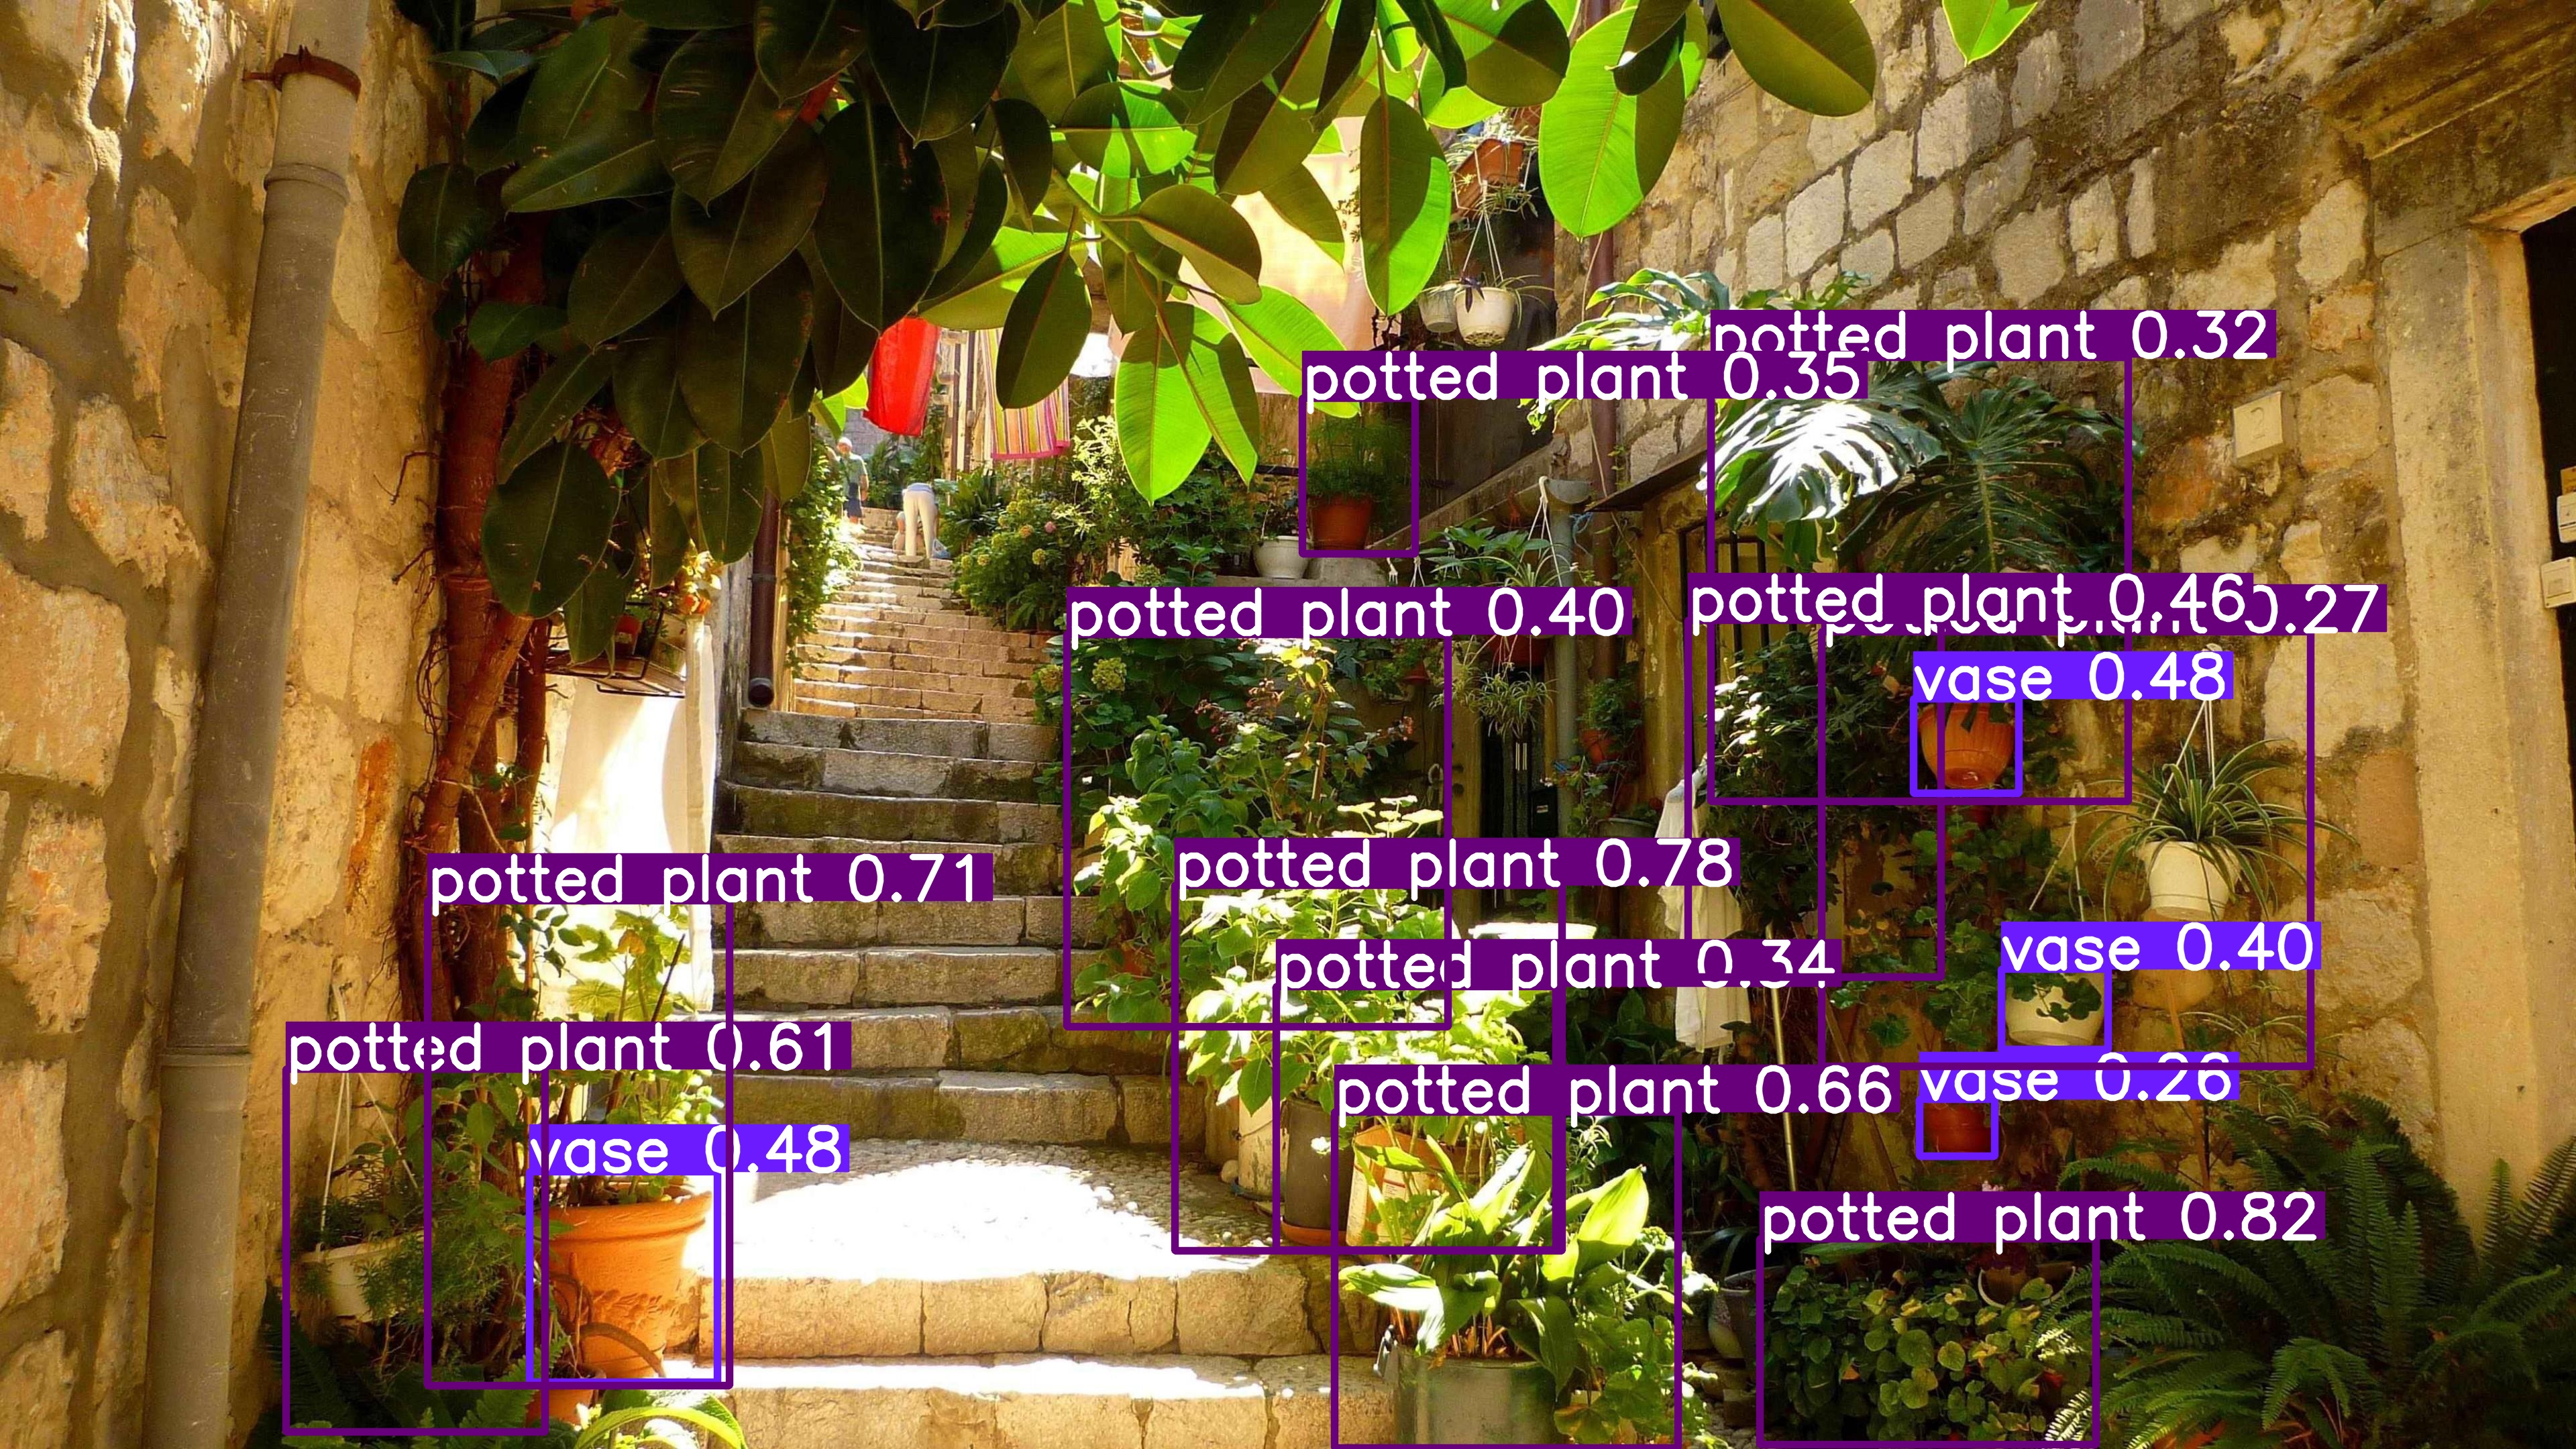 potted plant 0.32
potted plant 0.35
potted plant 0.46
0.27
potted plant 0.40
vase 0.48
potted plant 0.78
potted plant 0.71
vase 0.40
potted plant 0.34
potted plant 0.61
vase 0.26
potted plant 0.66
vase 0.48
potted plant 0.82